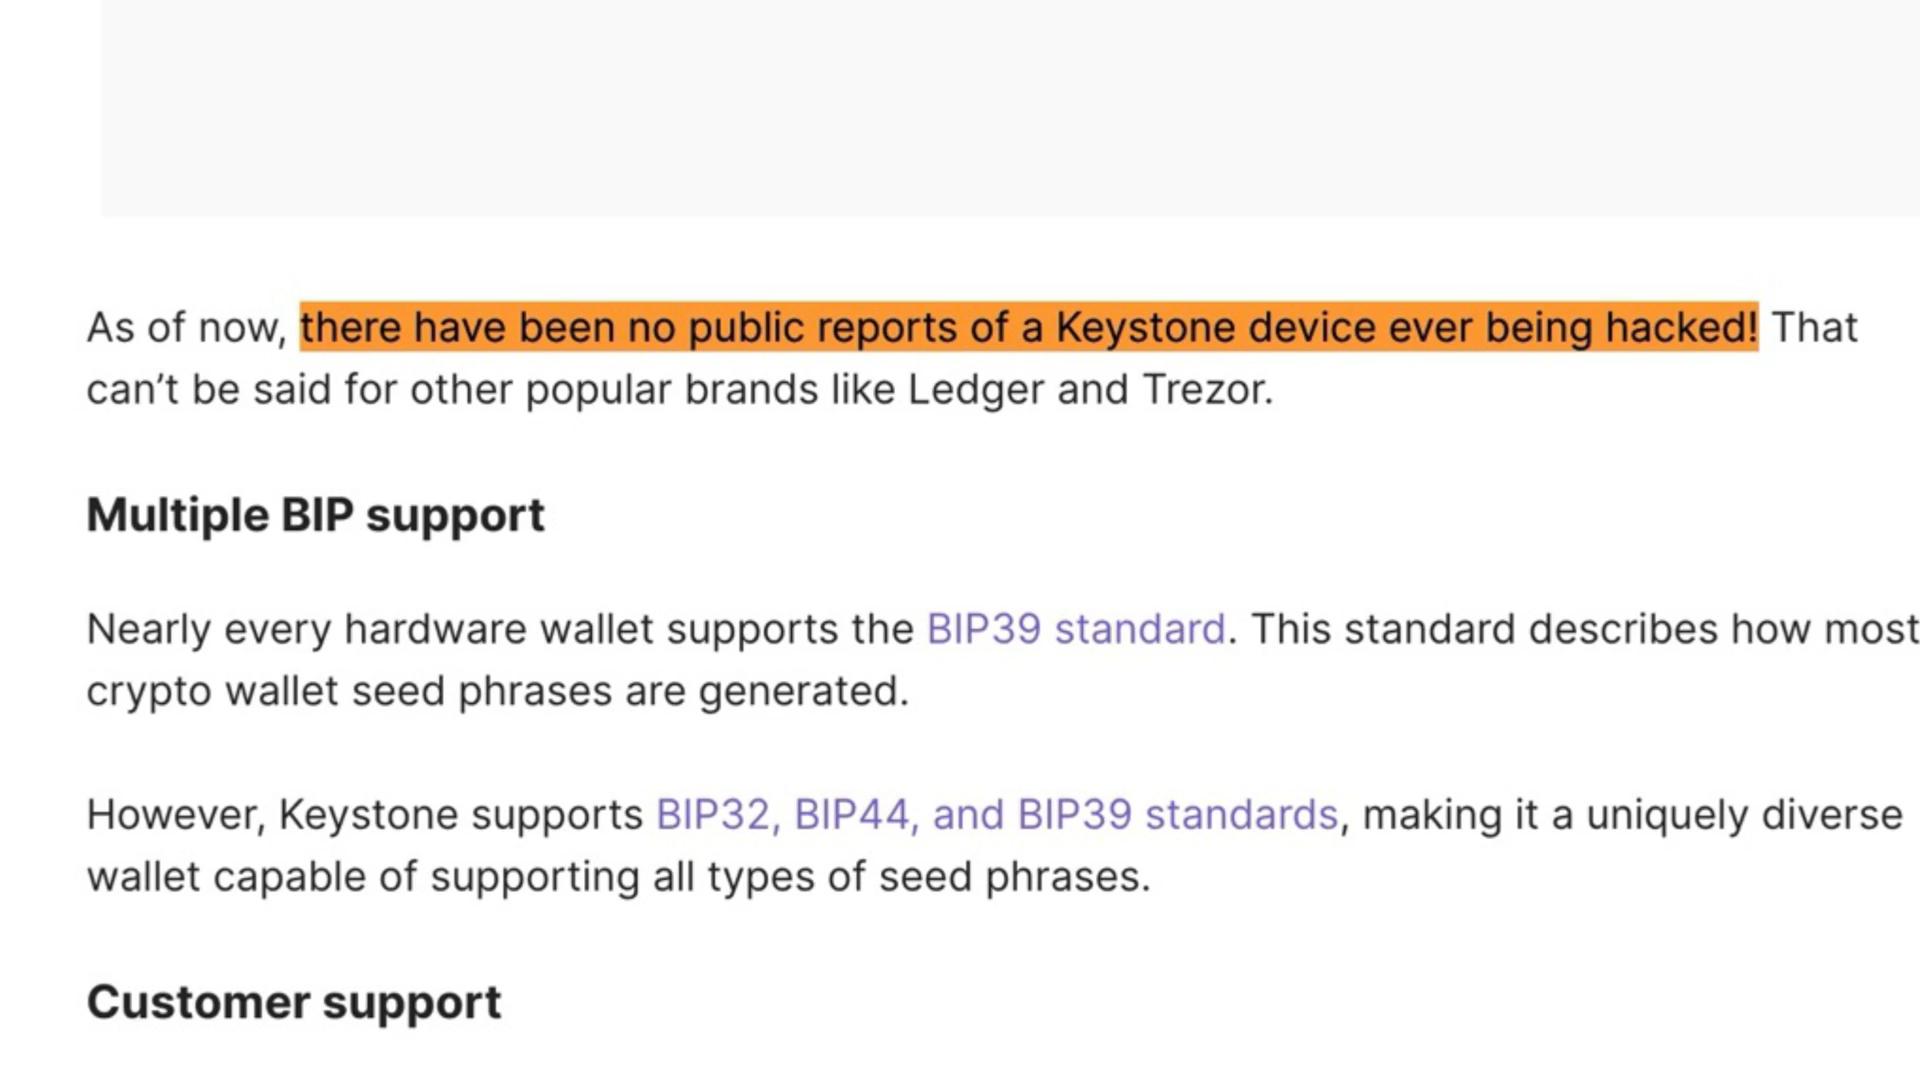 As of now, there have been no public reports of a Keystone device ever being hacked! That
can’t be said for other popular brands like Ledger and Trezor.
Multiple BIP support
Nearly every hardware wallet supports the BIP39 standard. This standard describes how most
crypto wallet seed phrases are generated.
However, Keystone supports BIP32, BIP44, and BIP39 standards, making it a uniquely diverse
wallet capable of supporting all types of seed phrases.
Customer support